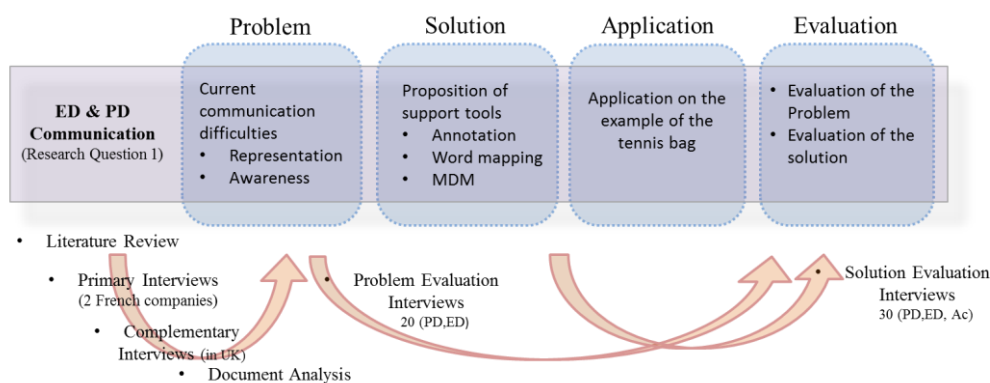 Problem
Solution
Application
Evaluation
ED & PD
Communication
(Research Question 1)
Current
communication
difficulties
• Representation
• Awareness
Proposition of
support tools
• Annotation
• Word mapping
• MDM
Application on the
example of the
tennis bag
• Evaluation of the
Problem
• Evaluation of the
solution
• Literature Review
• Primary Interviews
(2 French companies)
• Complementary
Interviews (in UK)
• Document Analysis
• Problem Evaluation
Interviews
20 (PD,ED)
• Solution Evaluation
Interviews
30 (PD,ED, Ac)